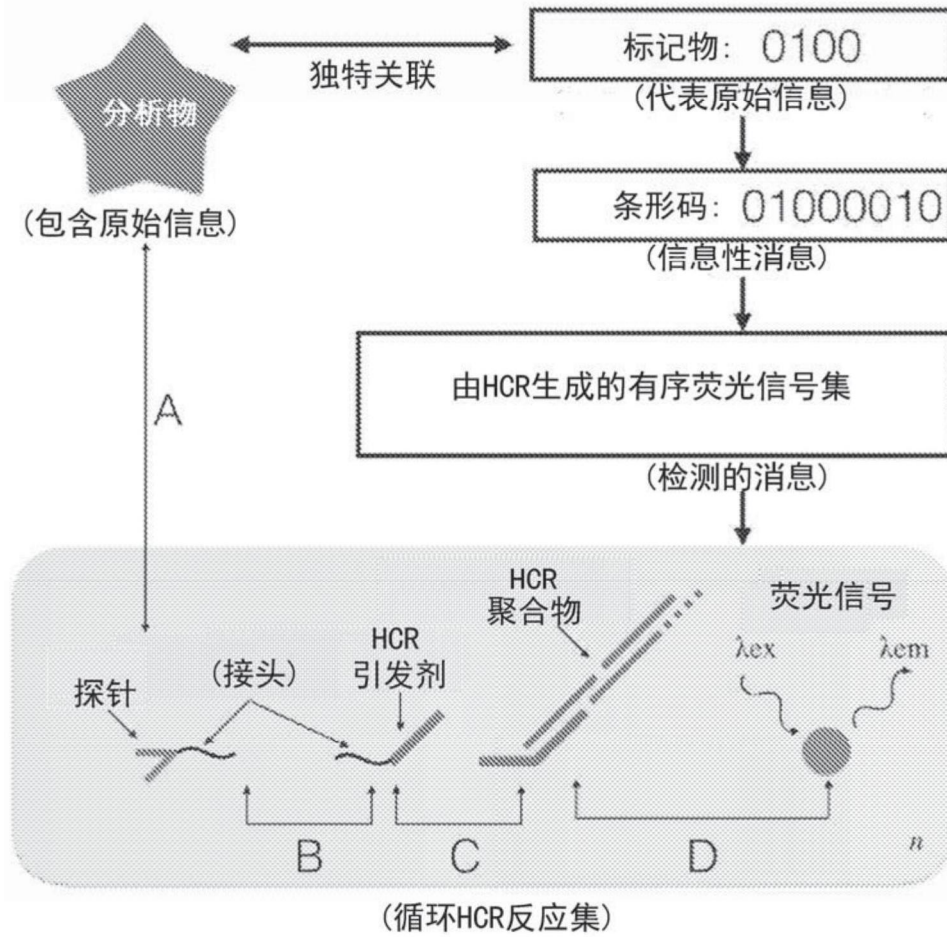 分析物
(包含原始信息)
独特关联
标记物: 0100
(代表原始信息)
条形码: 01000010
(信息性消息)
由HCR生成的有序荧光信号集
(检测的消息)
A
探针
(接头)
HCR
引发剂
HCR
聚合物
荧光信号
λex
λem
B
C
D
n
(循环HCR反应集)